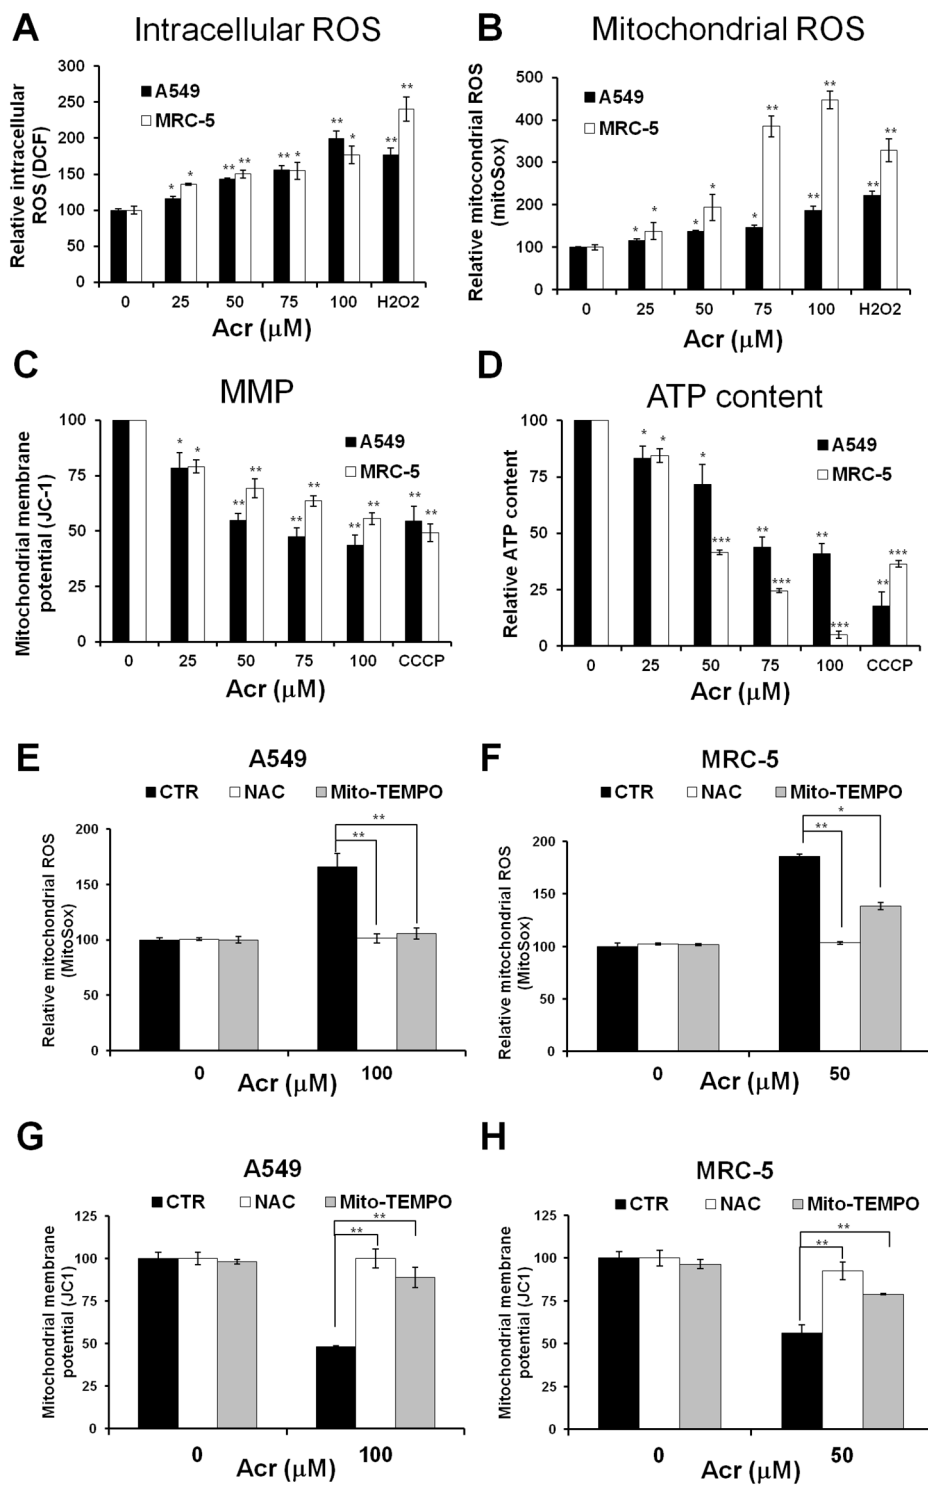 A Intracellular ROS
Relative intracellular
ROS (DCF)
300
250
200
150
100
50
0
A549
MRC-5
* * ** ** ** * ** * ** **
0 25 50 75 100 H2O2
Acr (μM)
B Mitochondrial ROS
Relative mitocondrial ROS
(mitoSox)
500
400
300
200
100
0
A549
MRC-5
* * * * * ** ** ** ** **
0 25 50 75 100 H2O2
Acr (μM)
C MMP
Mitochondrial membrane
potential (JC-1)
100
75
50
25
0
A549
MRC-5
* * ** ** ** ** ** ** ** **
0 25 50 75 100 CCCP
Acr (μM)
D ATP content
Relative ATP content
100
75
50
25
0
A549
MRC-5
* * * *** ** *** ** *** ** ***
0 25 50 75 100 CCCP
Acr (μM)
E A549
CTR NAC Mito-TEMPO
Relative mitochondrial ROS
(MitoSox)
200
150
100
50
0
**
**
0 100
Acr (μM)
F MRC-5
CTR NAC Mito-TEMPO
Relative mitochondrial ROS
(MitoSox)
200
150
100
50
0
*
**
0 50
Acr (μM)
G A549
CTR NAC Mito-TEMPO
Mitochondrial membrane
potential (JC1)
125
100
75
50
25
0
**
**
0 100
Acr (μM)
H MRC-5
CTR NAC Mito-TEMPO
Mitochondrial membrane
potential (JC1)
125
100
75
50
25
0
**
**
0 50
Acr (μM)